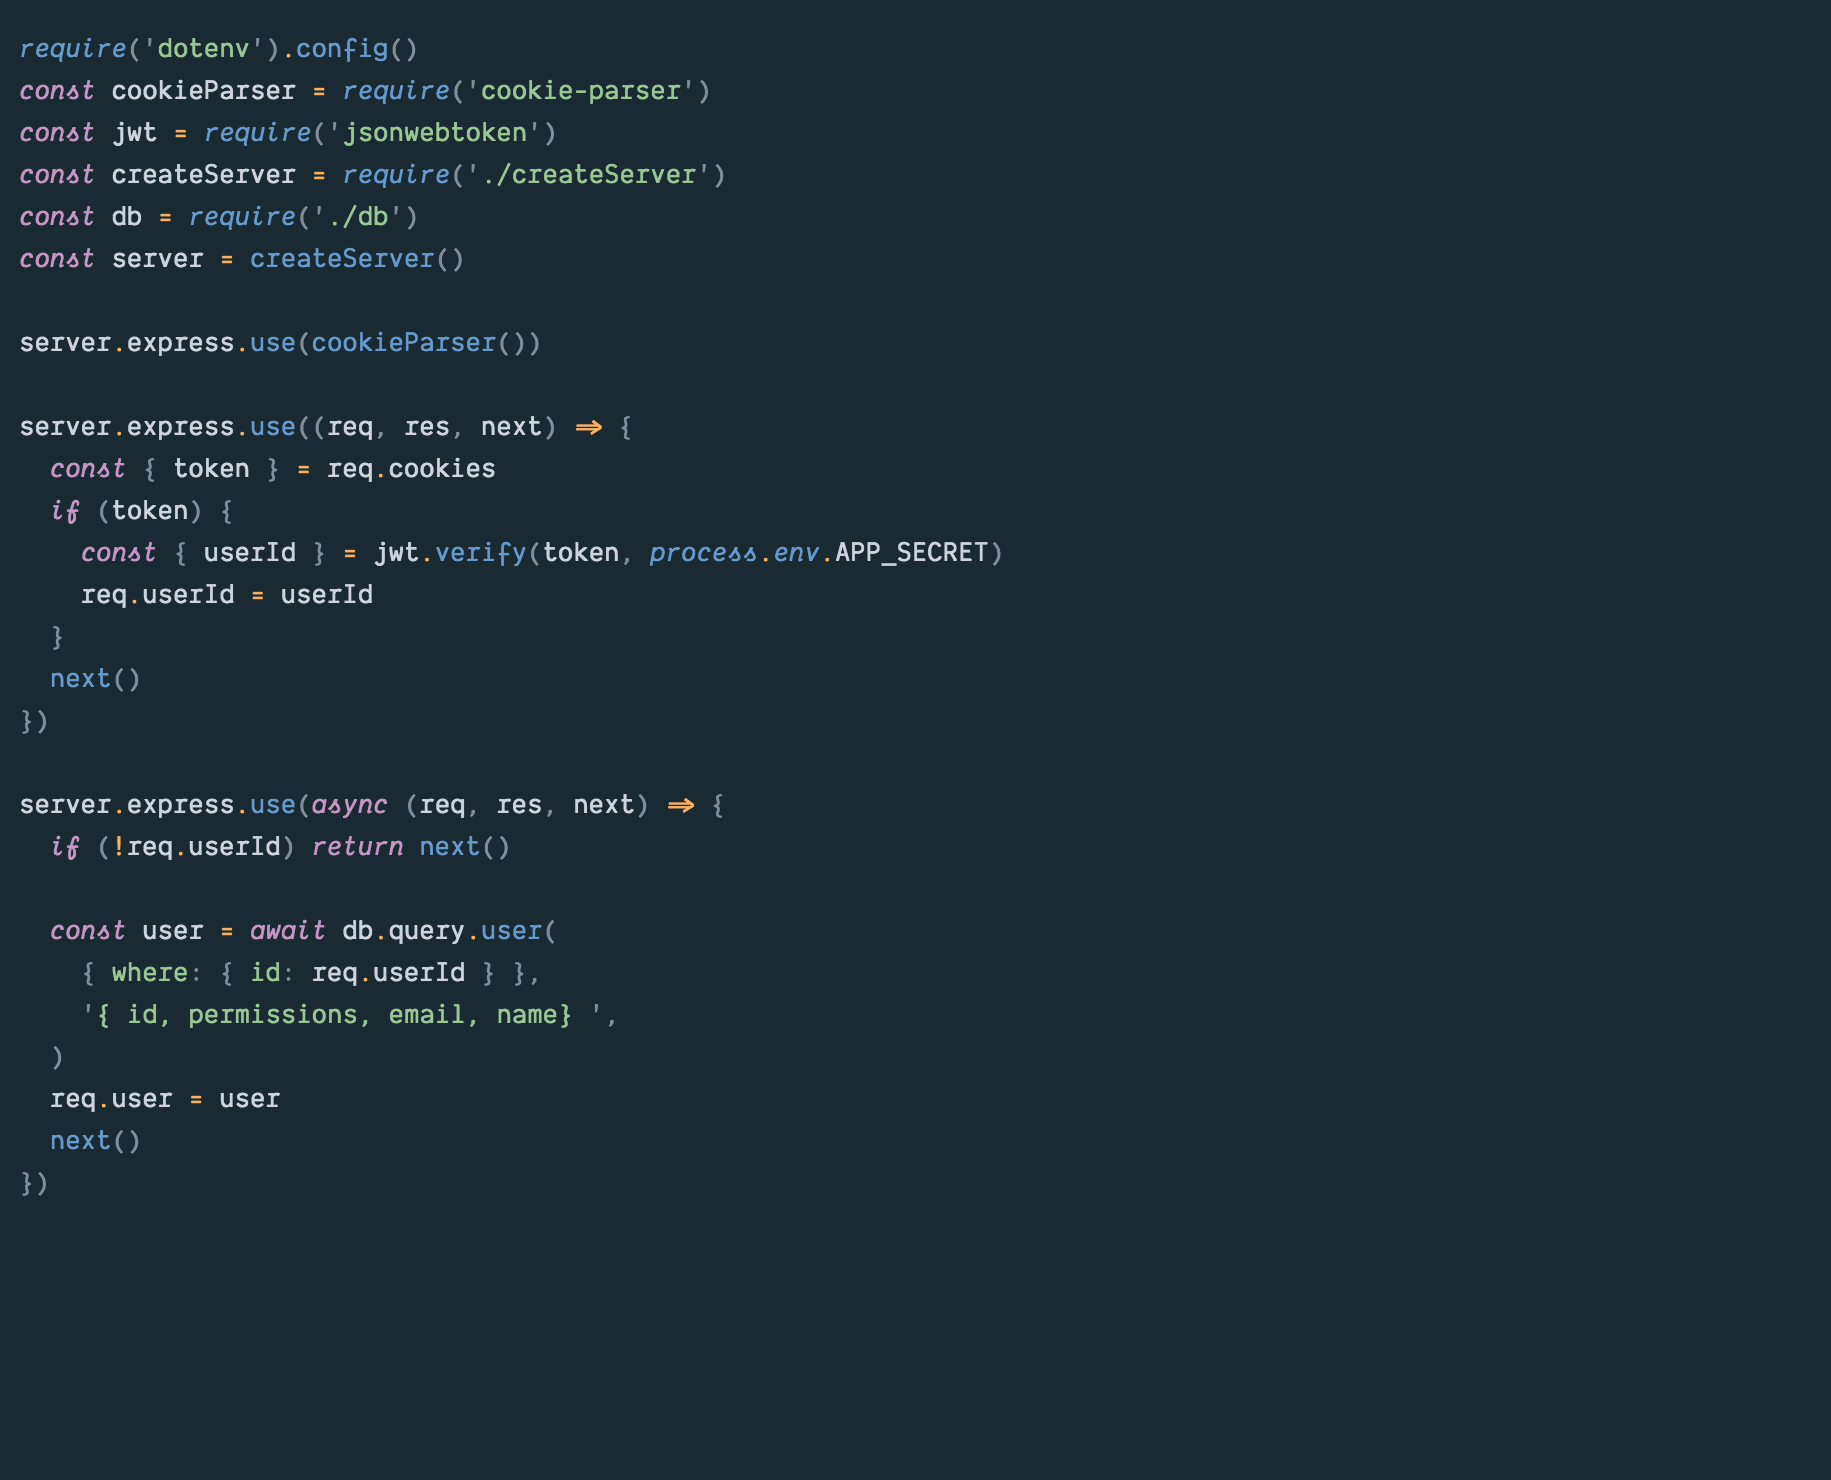 require('dotenv').config()
const cookieParser = require('cookie-parser')
const jwt = require('jsonwebtoken')
const createServer = require('./createServer')
const db = require('./db')
const server = createServer()

server.express.use(cookieParser())

server.express.use((req, res, next) => {
  const { token } = req.cookies
  if (token) {
    const { userId } = jwt.verify(token, process.env.APP_SECRET)
    req.userId = userId
  }
  next()
})

server.express.use(async (req, res, next) => {
  if (!req.userId) return next()

  const user = await db.query.user(
    { where: { id: req.userId } },
    '{ id, permissions, email, name} ',
  )
  req.user = user
  next()
})